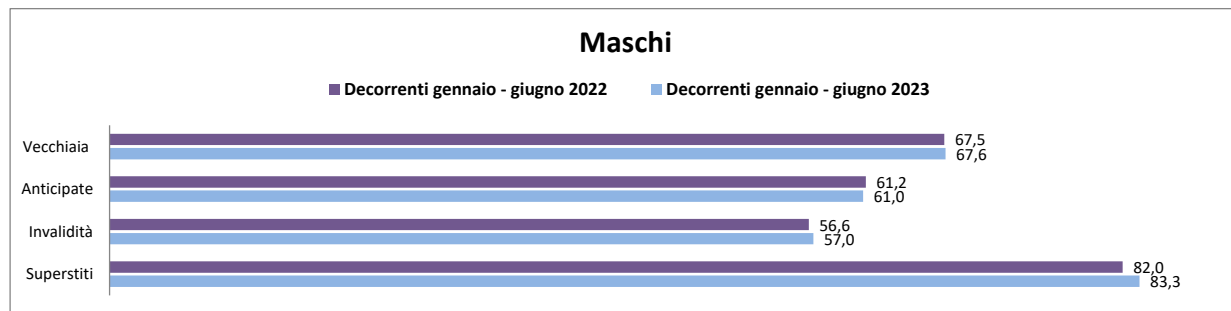 Maschi
Decorrenti gennaio - giugno 2022 Decorrenti gennaio - giugno 2023
Vecchiaia 67,5
67,6
Anticipate 61,2
61,0
Invalidità 56,6
57,0
Superstiti 82,0
83,3